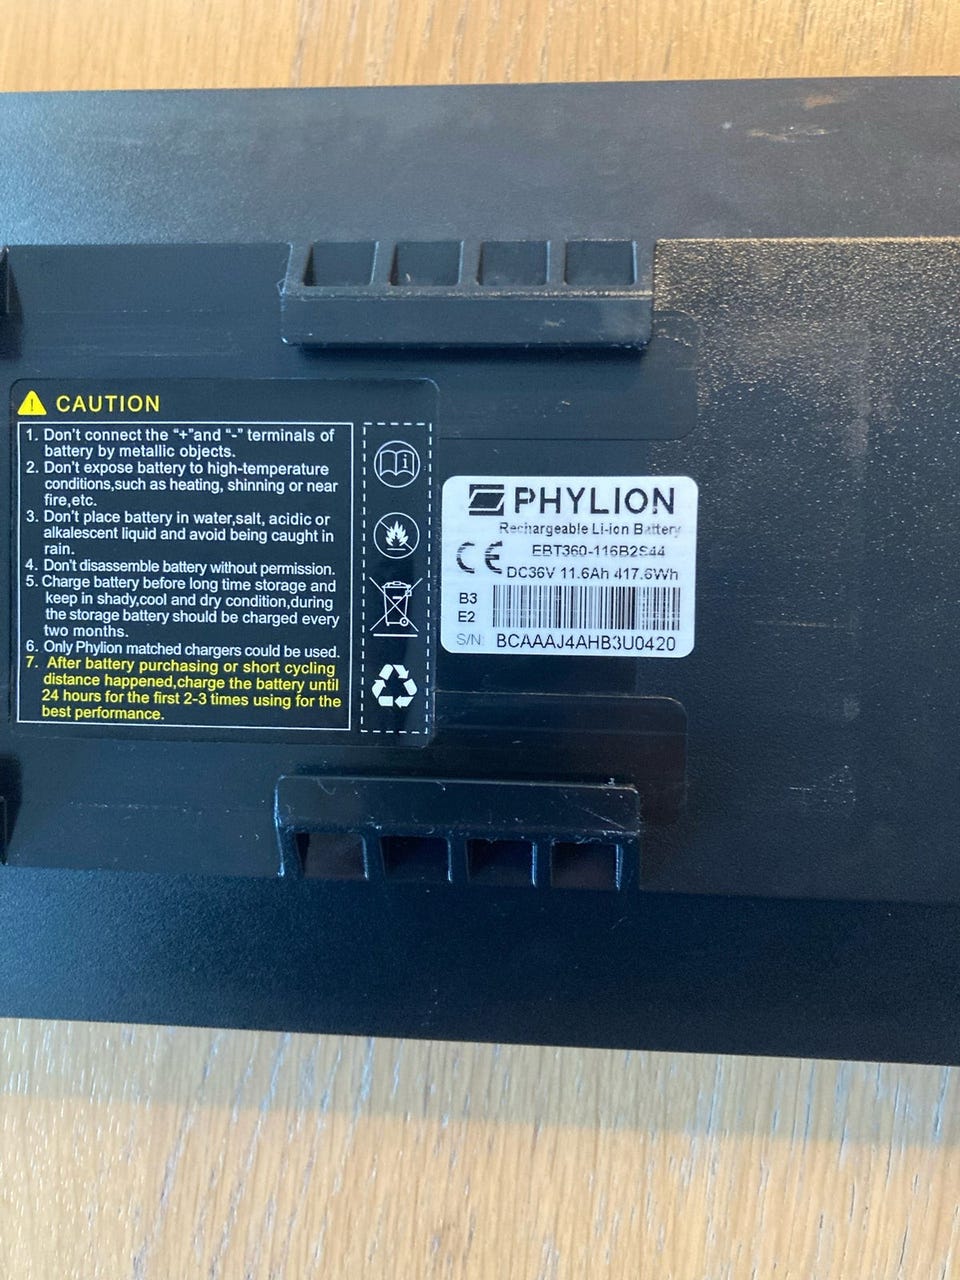 CAUTION
1. Don't connect the "+"and "-" terminals of
battery by metallic objects.
2. Don't expose battery to high-temperature
conditions,such as heating, shinning or near
fire,etc.
3. Don't place battery in water,salt, acidic or
alkalescent liquid and avoid being caught in
rain.
4. Don't disassemble battery without permission.
5. Charge battery before long time storage and
keep in shady,cool and dry condition,during
the storage battery should be charged every
two months.
6. Only Phylion matched chargers could be used.
7. After battery purchasing or short cycling
distance happened,charge the battery until
24 hours for the first 2-3 times using for the
best performance.
PHYLION
Rechargeable Li-ion Battery
CE
EBT360-116B2S44
DC36V 11.6Ah 417.6Wh
B3
E2
S/N: BCAAAJ4AHB3U0420